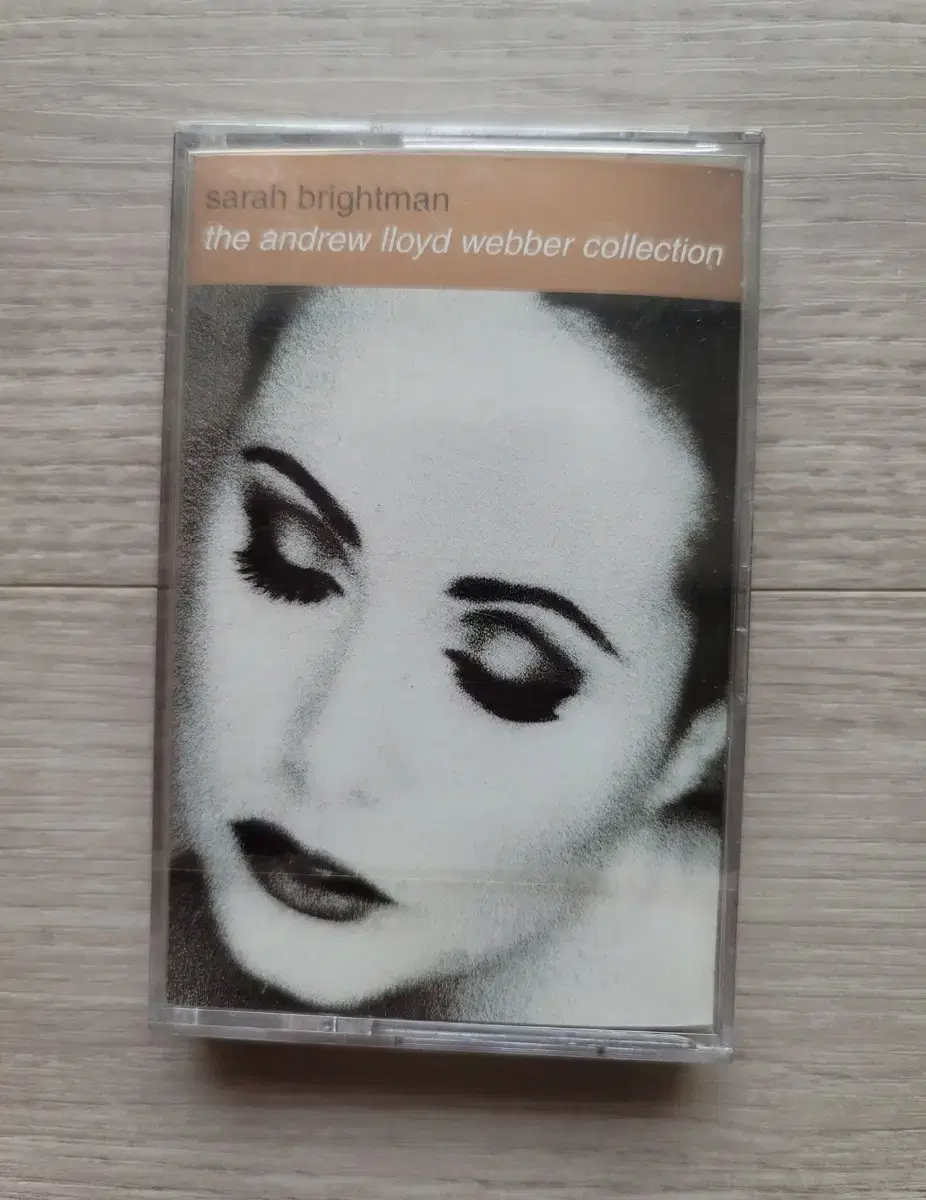 sarah brightman
the andrew lloyd webber collection